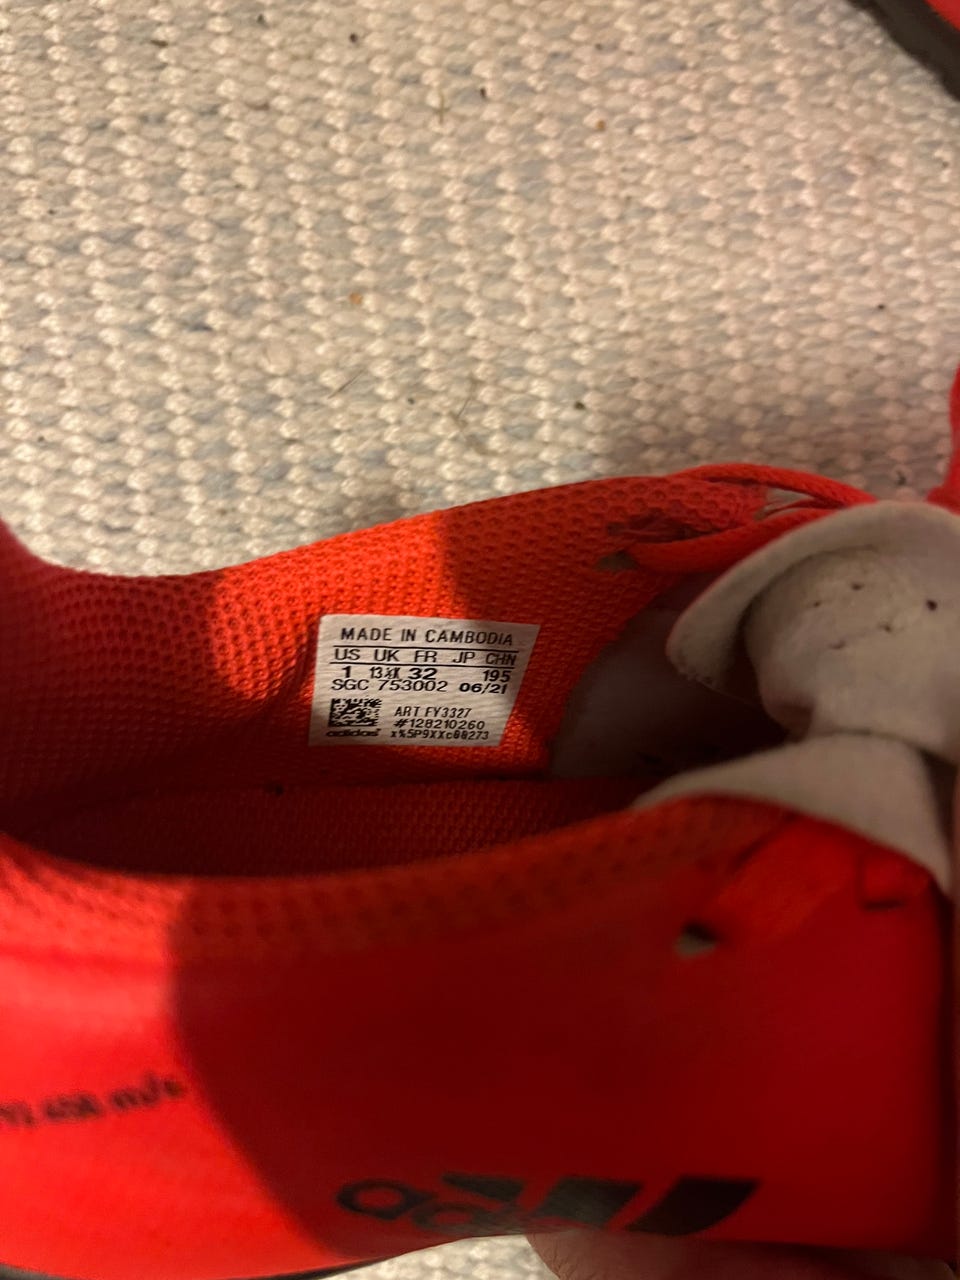 MADE IN CAMBODIA
US UK FR JP CHN
1 13½K 32 195
SGC 753002 06/21
ART FY3327
#128210260
adidas